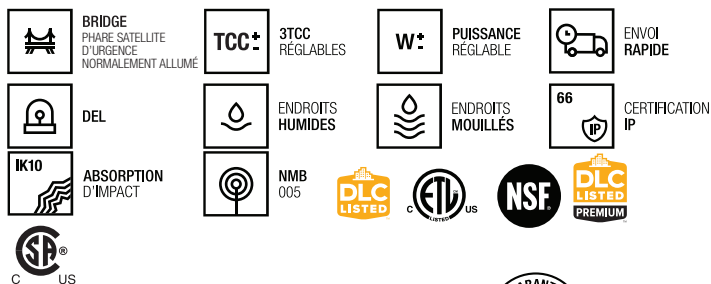 BRIDGE
PHARE SATELLITE
D'URGENCE
NORMALEMENT ALLUMÉ
TCC±
3TCC
RÉGLABLES
W±
PUISSANCE
RÉGLABLE
ENVOI
RAPIDE
DEL
ENDROITS
HUMIDES
ENDROITS
MOUILLÉS
66
IP
CERTIFICATION
IP
IK10
ABSORPTION
D'IMPACT
NMB
005
DLC
LISTED
C ETL US
LISTED
NSF
DLC
LISTED
PREMIUM
CSA®
C US